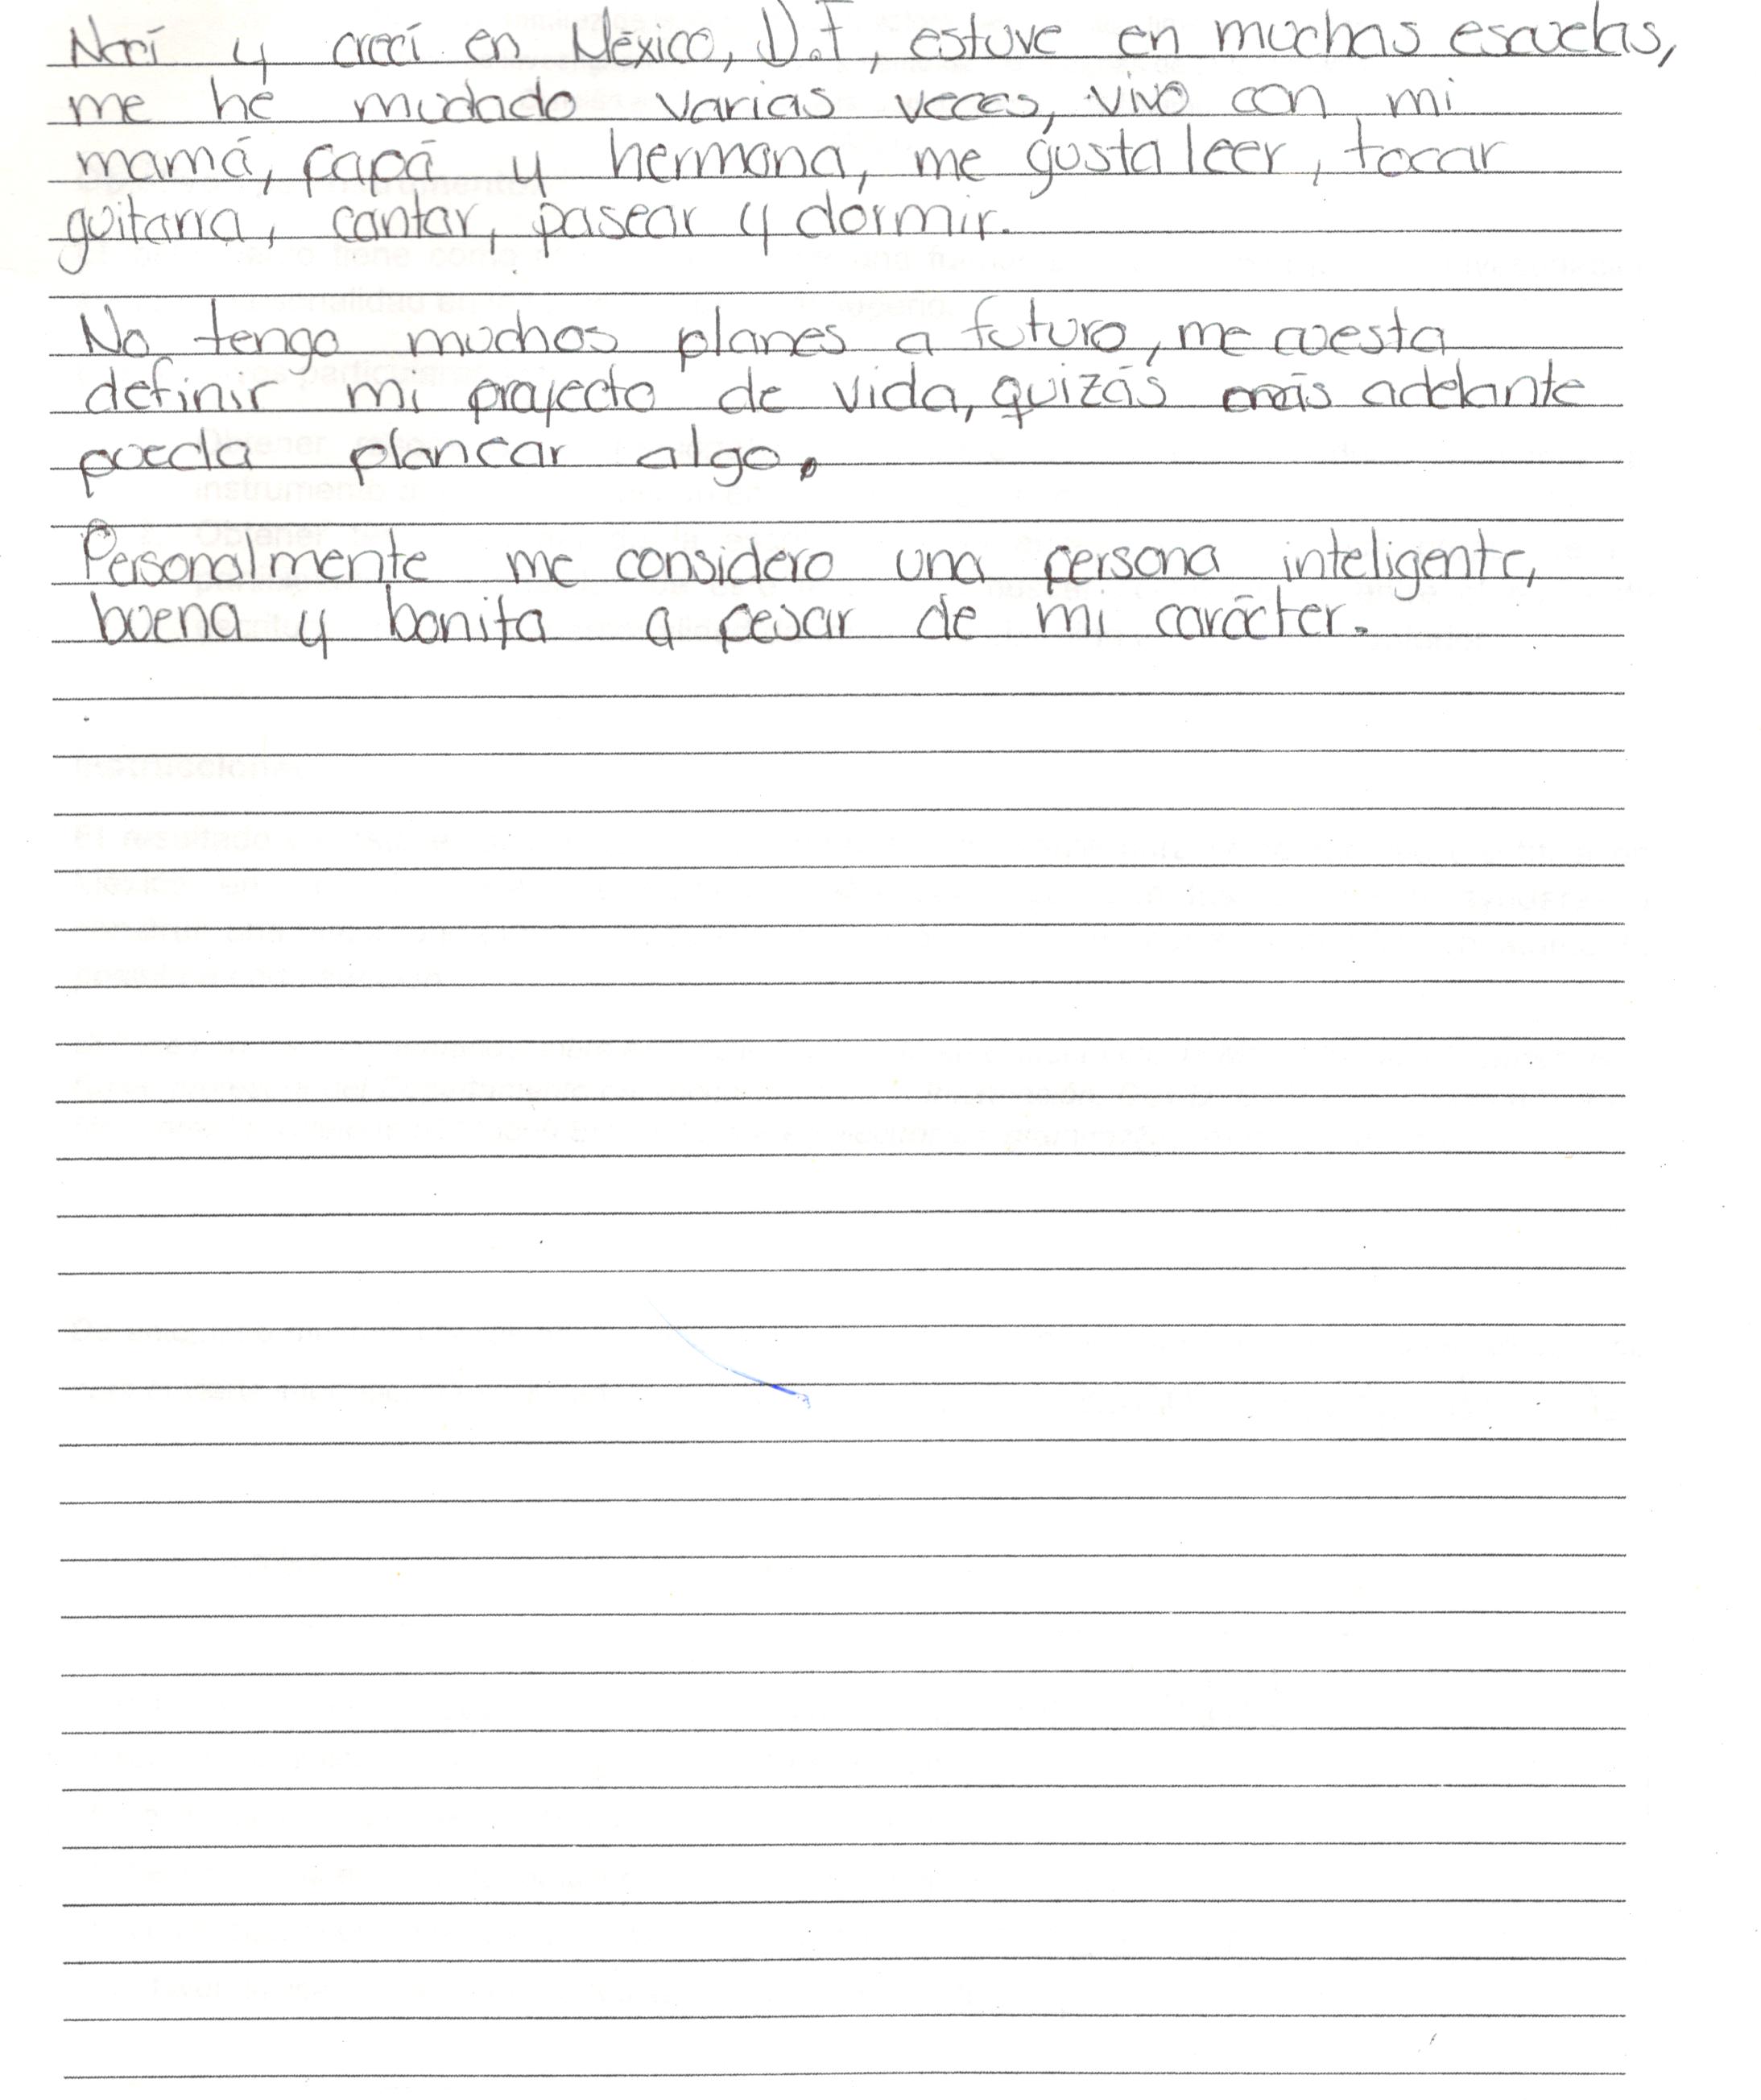 Nací y crecí en México, D.F, estuve en muchas escuelas,
me he mudado varias veces, vivo con mi
mamá, papá y hermana, me gusta leer, tocar
guitarra, cantar, pasear y dormir.
No tengo muchos planes a futuro, me cuesta
definir mi proyecto de vida, quizás más adelante
pueda planear algo.
Personalmente me considero una persona inteligente,
buena y bonita a pesar de mi carácter.